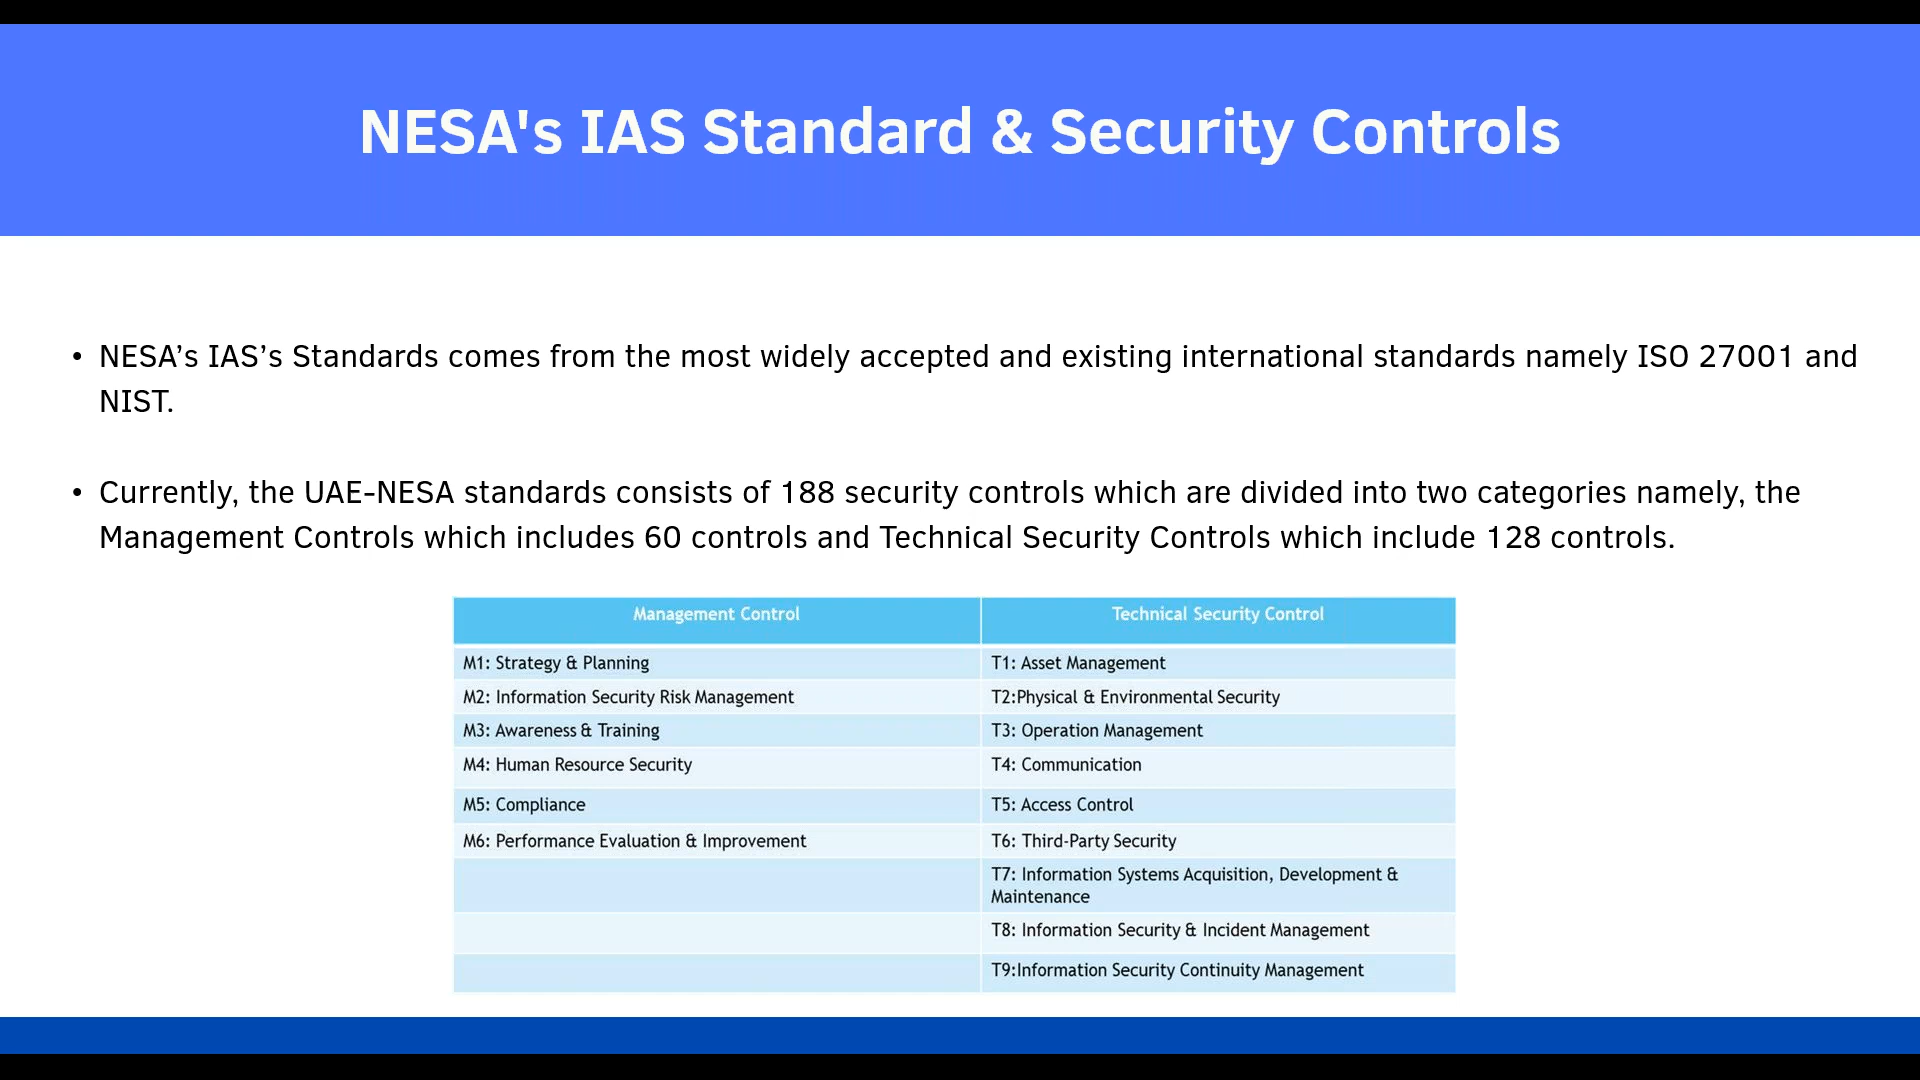 NESA's IAS Standard & Security Controls
• NESA’s IAS’s Standards comes from the most widely accepted and existing international standards namely ISO 27001 and
NIST.
• Currently, the UAE-NESA standards consists of 188 security controls which are divided into two categories namely, the
Management Controls which includes 60 controls and Technical Security Controls which include 128 controls.
Management Control Technical Security Control
M1: Strategy & Planning T1: Asset Management
M2: Information Security Risk Management T2:Physical & Environmental Security
M3: Awareness & Training T3: Operation Management
M4: Human Resource Security T4: Communication
M5: Compliance T5: Access Control
M6: Performance Evaluation & Improvement T6: Third-Party Security
T7: Information Systems Acquisition, Development &
Maintenance
T8: Information Security & Incident Management
T9:Information Security Continuity Management